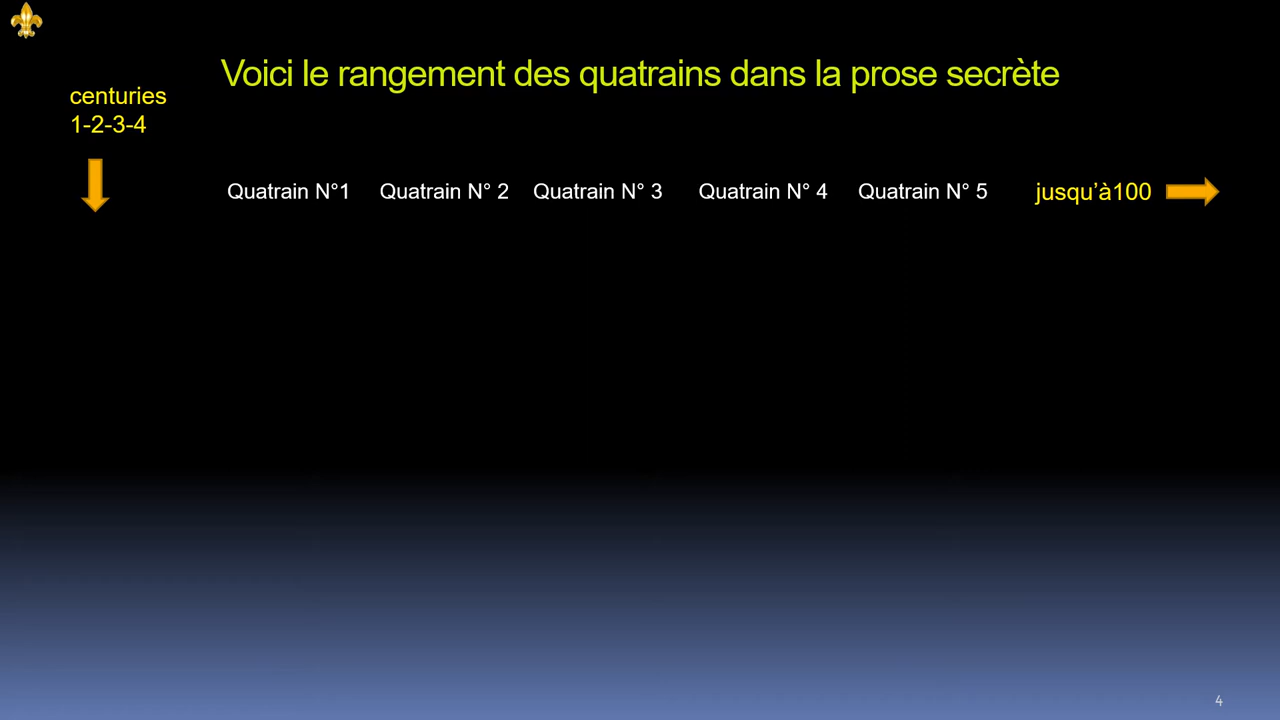 Voici le rangement des quatrains dans la prose secrète
centuries
1-2-3-4
Quatrain N°1 Quatrain N° 2 Quatrain N° 3 Quatrain N° 4 Quatrain N° 5 jusqu’à100
4